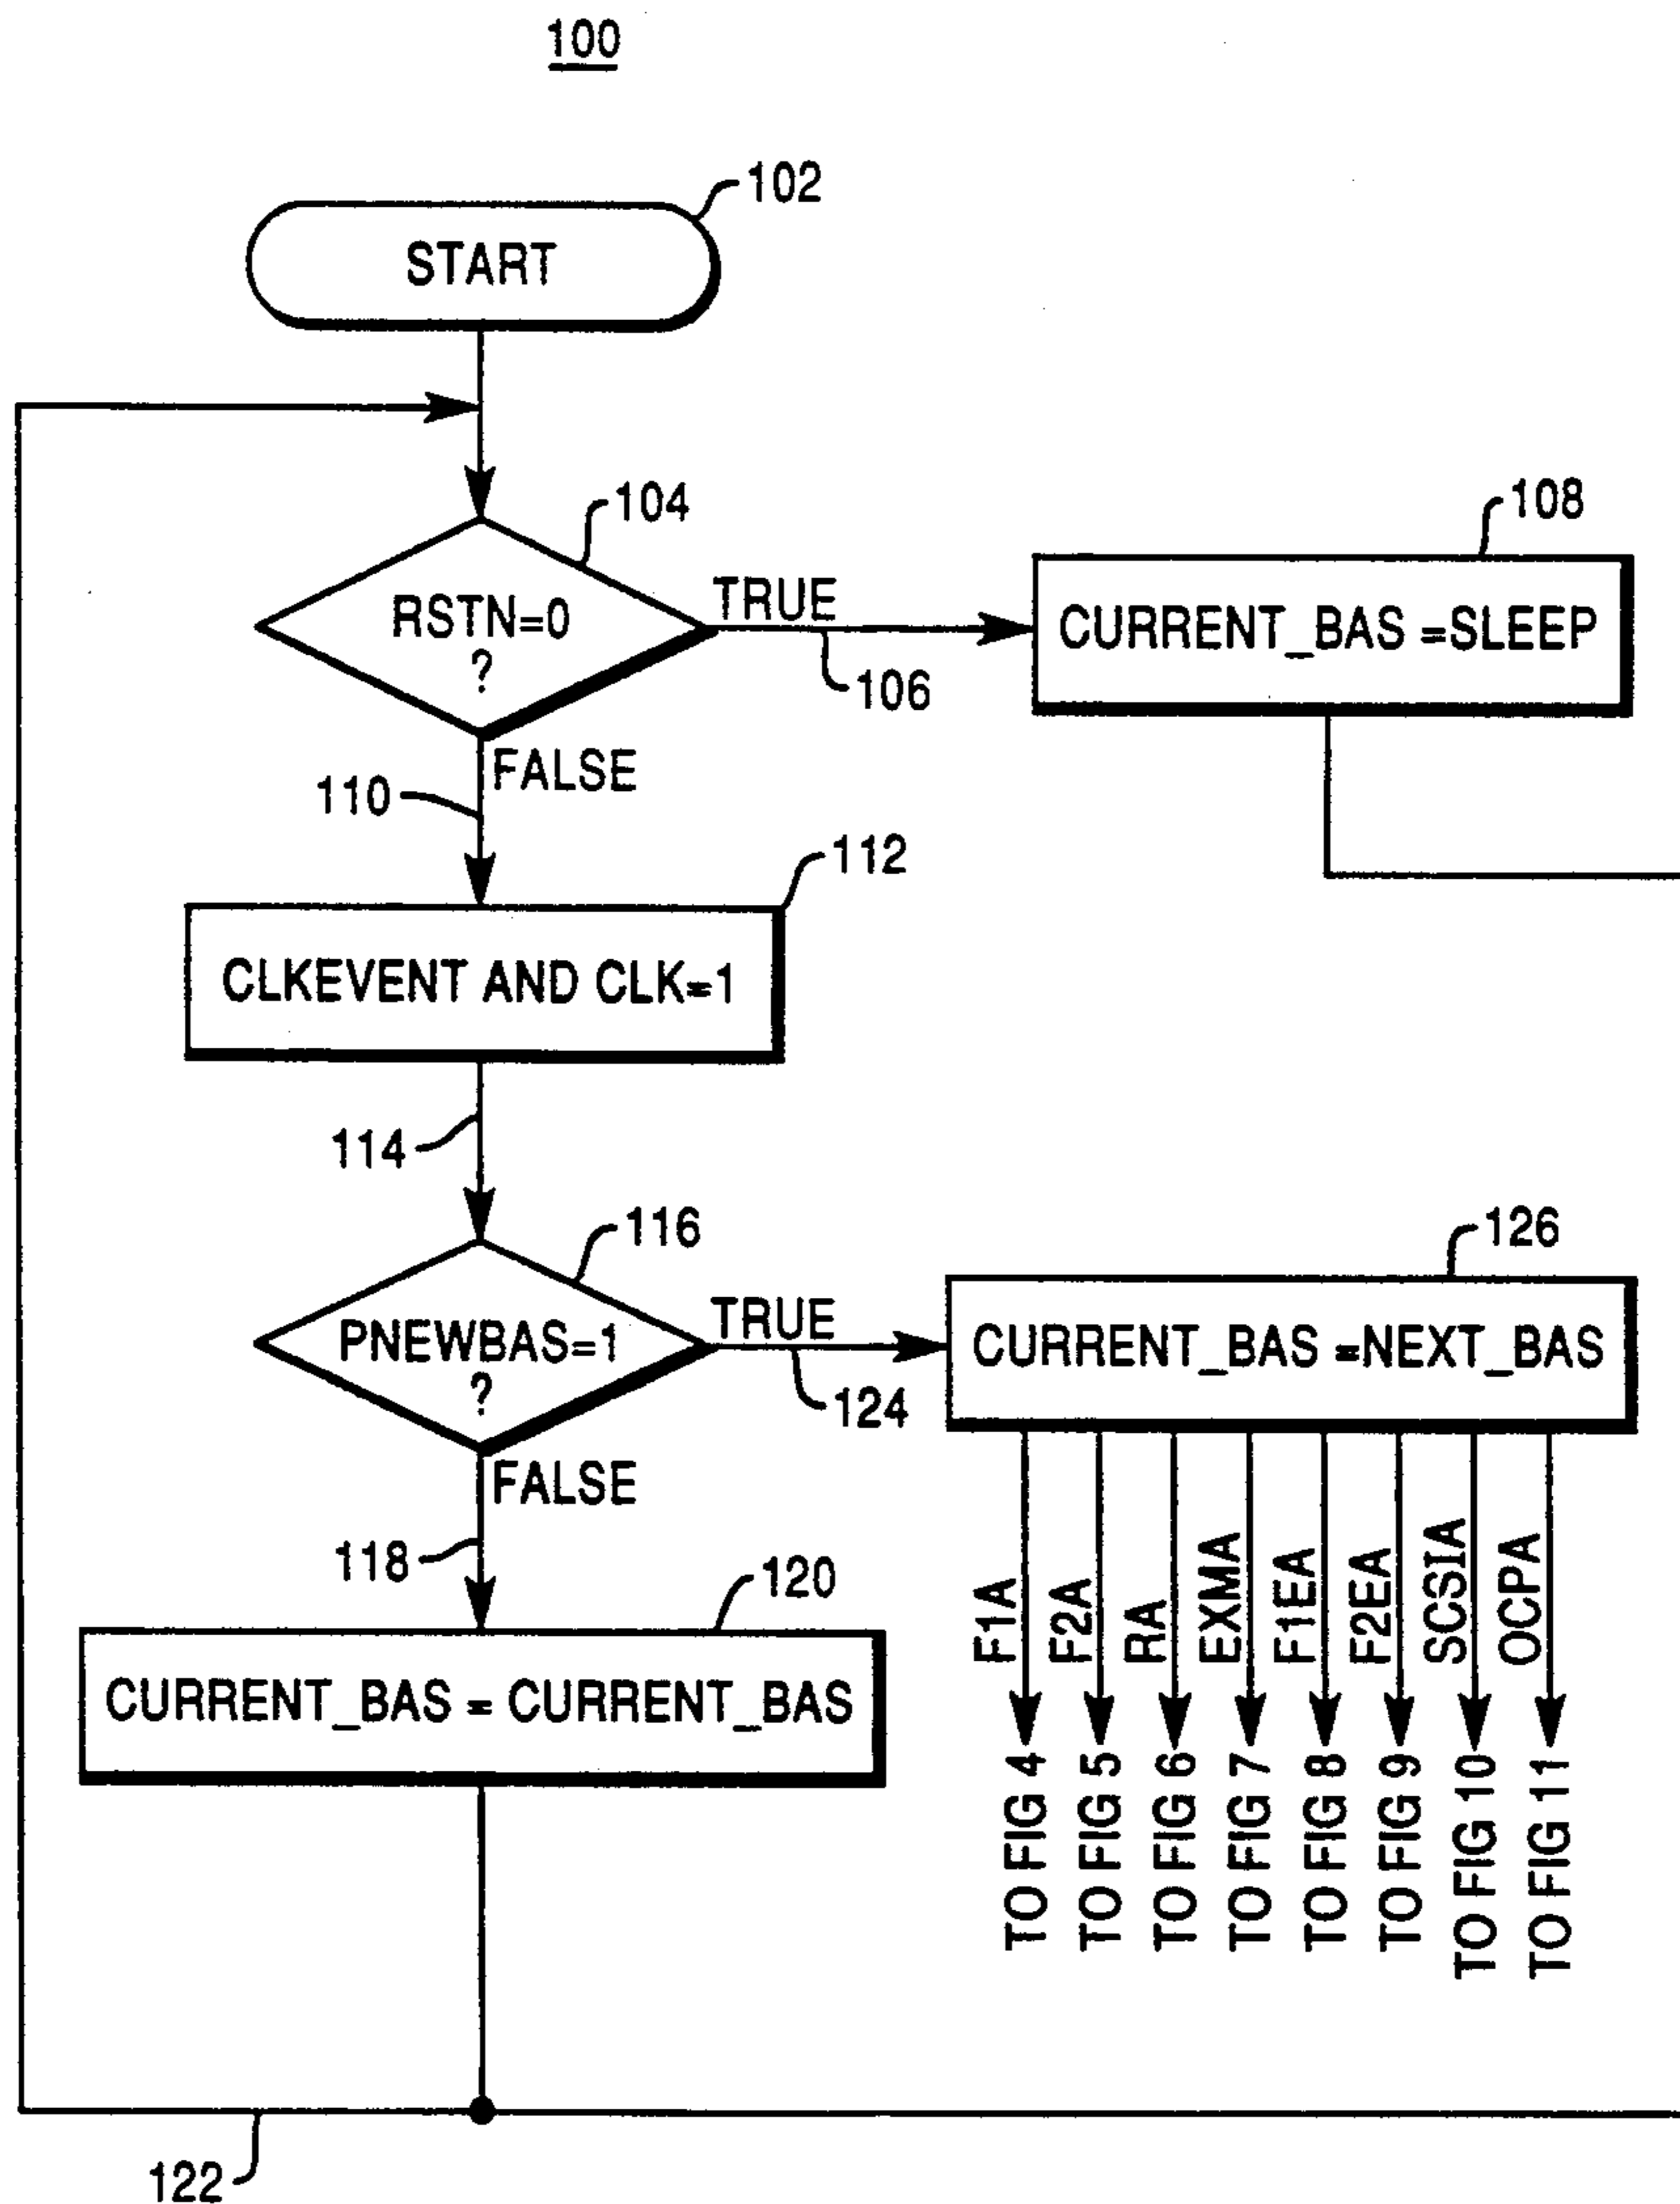 100
102
START
104
RSTN=0
?
TRUE
106
108
CURRENT_BAS =SLEEP
FALSE
110
112
CLKEVENT AND CLK=1
114
116
PNEWBAS=1
?
TRUE
124
126
CURRENT_BAS =NEXT_BAS
FALSE
118
120
CURRENT_BAS = CURRENT_BAS
F1A
F2A
RA
EXMA
F1EA
F2EA
SCSIA
OCPA
TO FIG 4
TO FIG 5
TO FIG 6
TO FIG 7
TO FIG 8
TO FIG 9
TO FIG 10
TO FIG 11
122